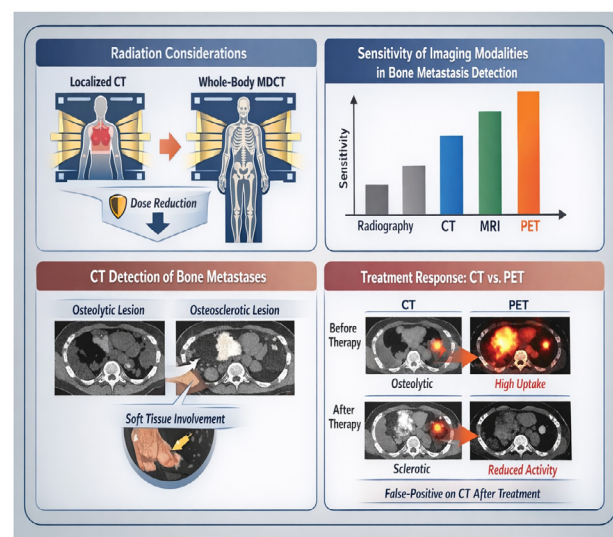 Radiation Considerations
Localized CT
Whole-Body MDCT
Dose Reduction
Sensitivity of Imaging Modalities
in Bone Metastasis Detection
Sensitivity
Radiography
CT
MRI
PET
CT Detection of Bone Metastases
Osteolytic Lesion
Osteosclerotic Lesion
Soft Tissue Involvement
Treatment Response: CT vs. PET
CT
PET
Before
Therapy
Osteolytic
High Uptake
After
Therapy
Sclerotic
Reduced Activity
False-Positive on CT After Treatment